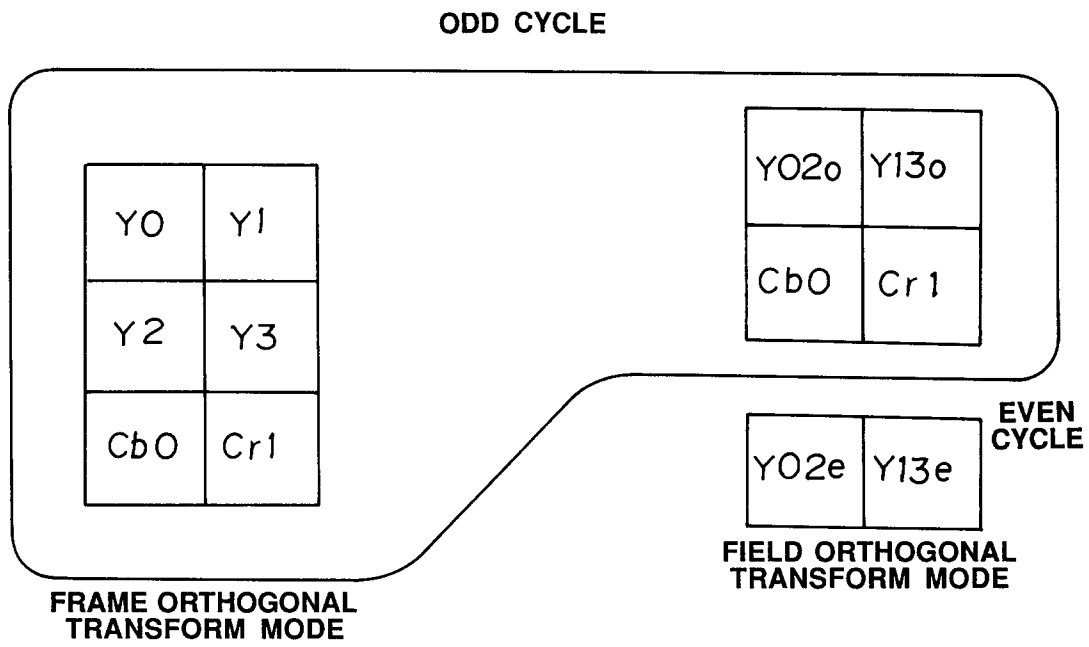 ODD CYCLE
Y0 Y1
Y2 Y3
Cb0 Cr1
FRAME ORTHOGONAL
TRANSFORM MODE
Y02o Y13o
Cb0 Cr1
EVEN
CYCLE
Y02e Y13e
FIELD ORTHOGONAL
TRANSFORM MODE